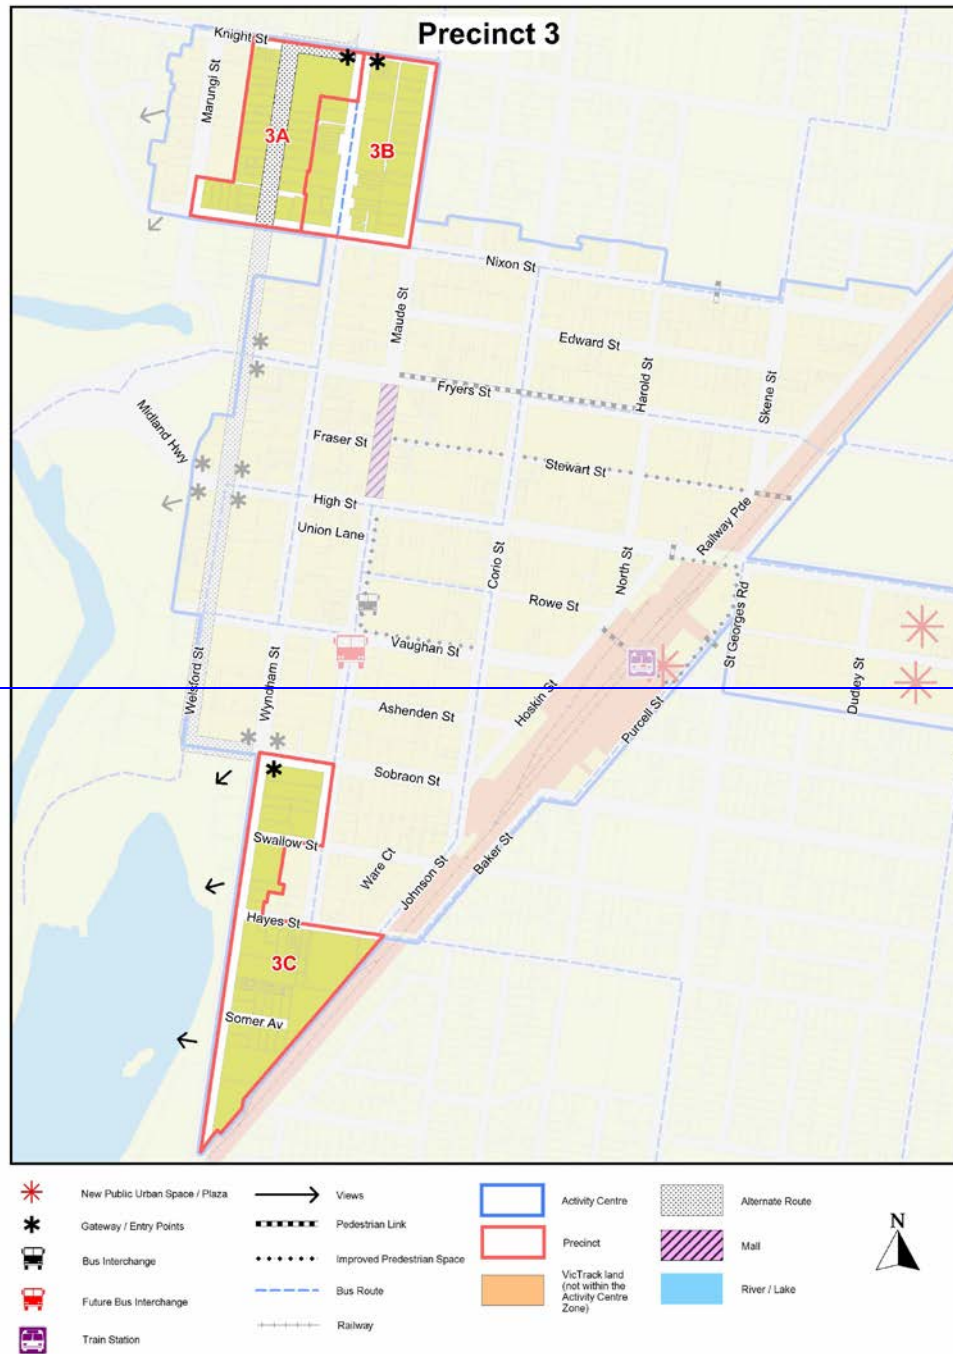 Precinct 3
Knight St
Marungi St
3A
3B
Nixon St
Maude St
Edward St
Harold St
Skene St
Fryers St
Midland Hwy
Fraser St
Stewart St
High St
Union Lane
Railway Pde
Corio St
North St
Rowe St
St Georges Rd
Vaughan St
Welsford St
Wyndham St
Dudley St
Hoskin St
Purcell St
Ashenden St
Sobraon St
Swallow St
Ware Ct
Johnson St
Baker St
Hayes St
3C
Somer Av
New Public Urban Space / Plaza
Gateway / Entry Points
Bus Interchange
Future Bus Interchange
Train Station
Views
Pedestrian Link
Improved Predestrian Space
Bus Route
Railway
Activity Centre
Precinct
VicTrack land
(not within the
Activity Centre
Zone)
Alternate Route
Mall
River / Lake
N